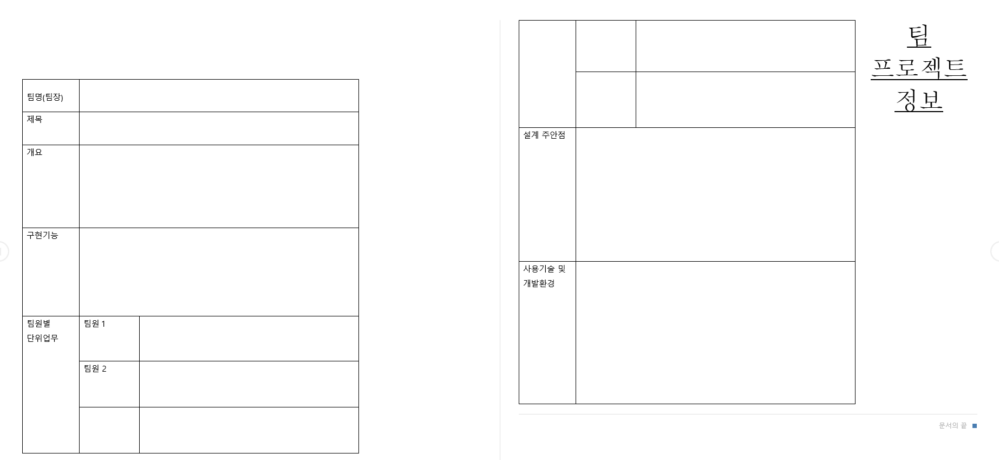 팀명(팀장)
제목
개요
구현기능
팀원별
단위업무
팀원 1
팀원 2
설계 주안점
사용기술 및
개발환경
팀
프로젝트
정보
문서의 끝